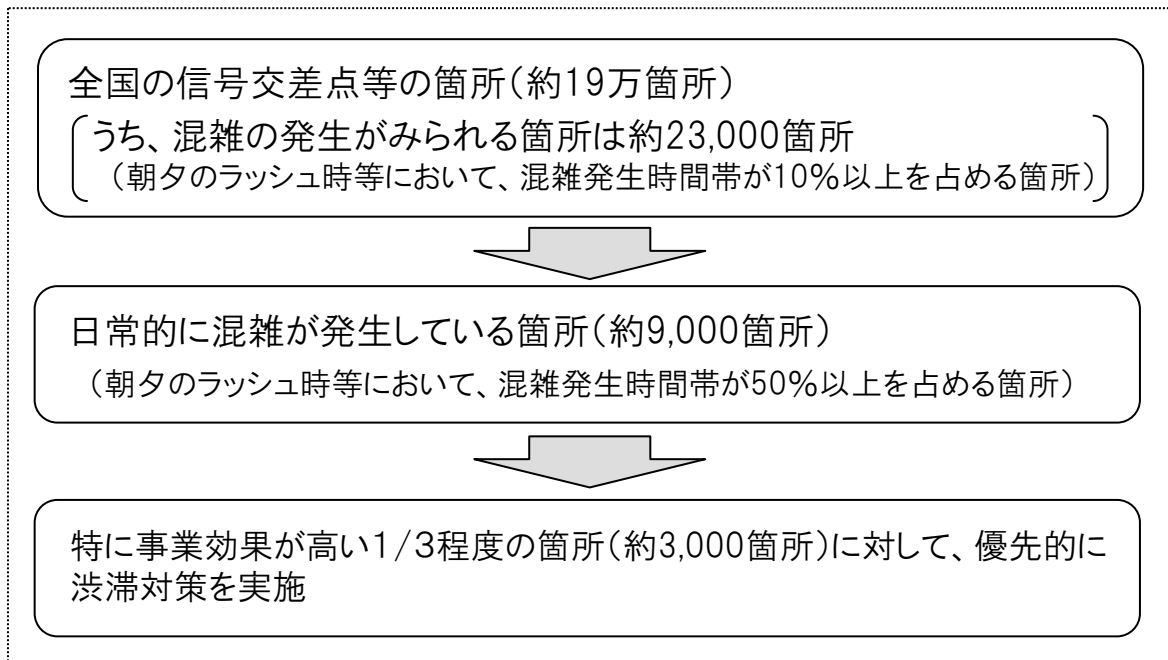 全国の信号交差点等の箇所（約19万箇所）
うち、混雑の発生がみられる箇所は約23,000箇所
（朝夕のラッシュ時等において、混雑発生時間帯が10％以上を占める箇所）
日常的に混雑が発生している箇所（約9,000箇所）
（朝夕のラッシュ時等において、混雑発生時間帯が50％以上を占める箇所）
特に事業効果が高い１/３程度の箇所（約3,000箇所）に対して、優先的に
渋滞対策を実施